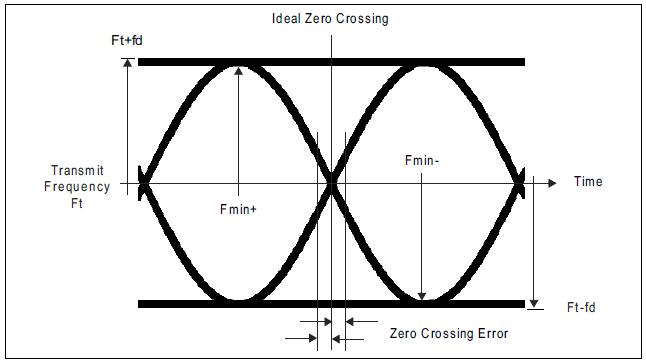 Ideal Zero Crossing
Ft+fd
Transmit
Frequency
Ft
Fmin+
Fmin-
Time
Ft-fd
Zero Crossing Error